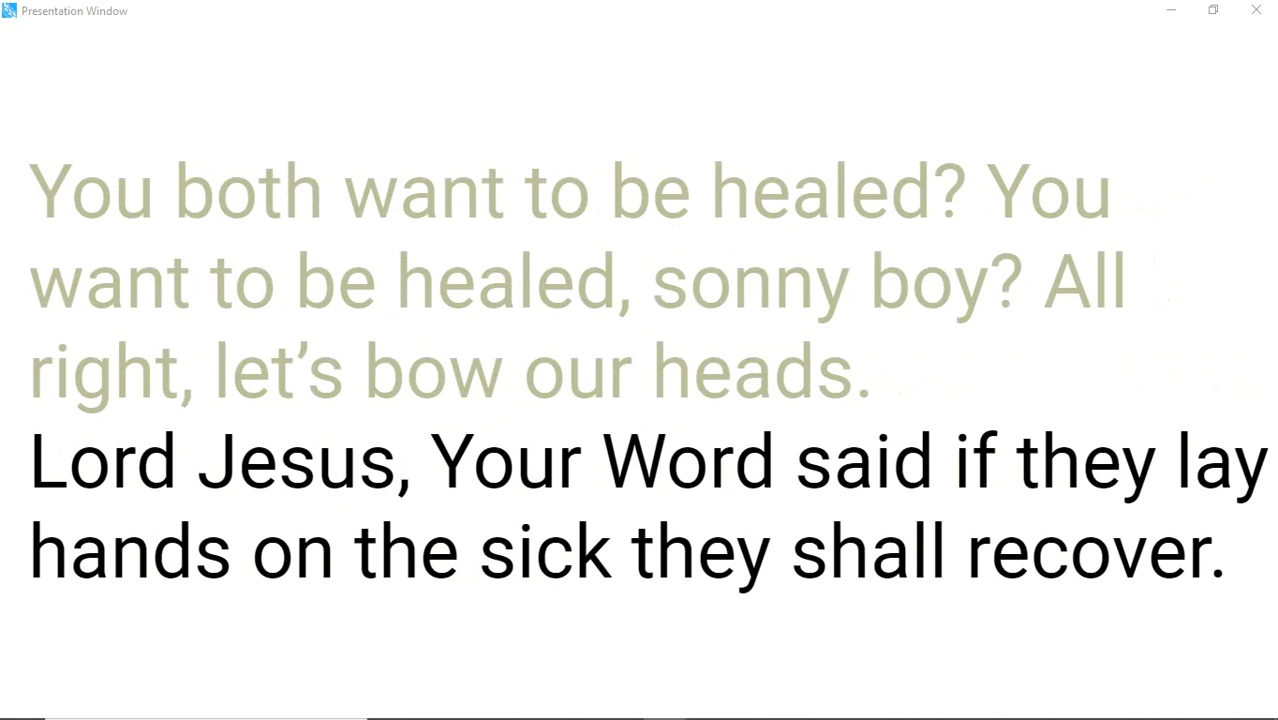 Presentation Window
You both want to be healed? You
want to be healed, sonny boy? All
right, let’s bow our heads.
Lord Jesus, Your Word said if they lay
hands on the sick they shall recover.